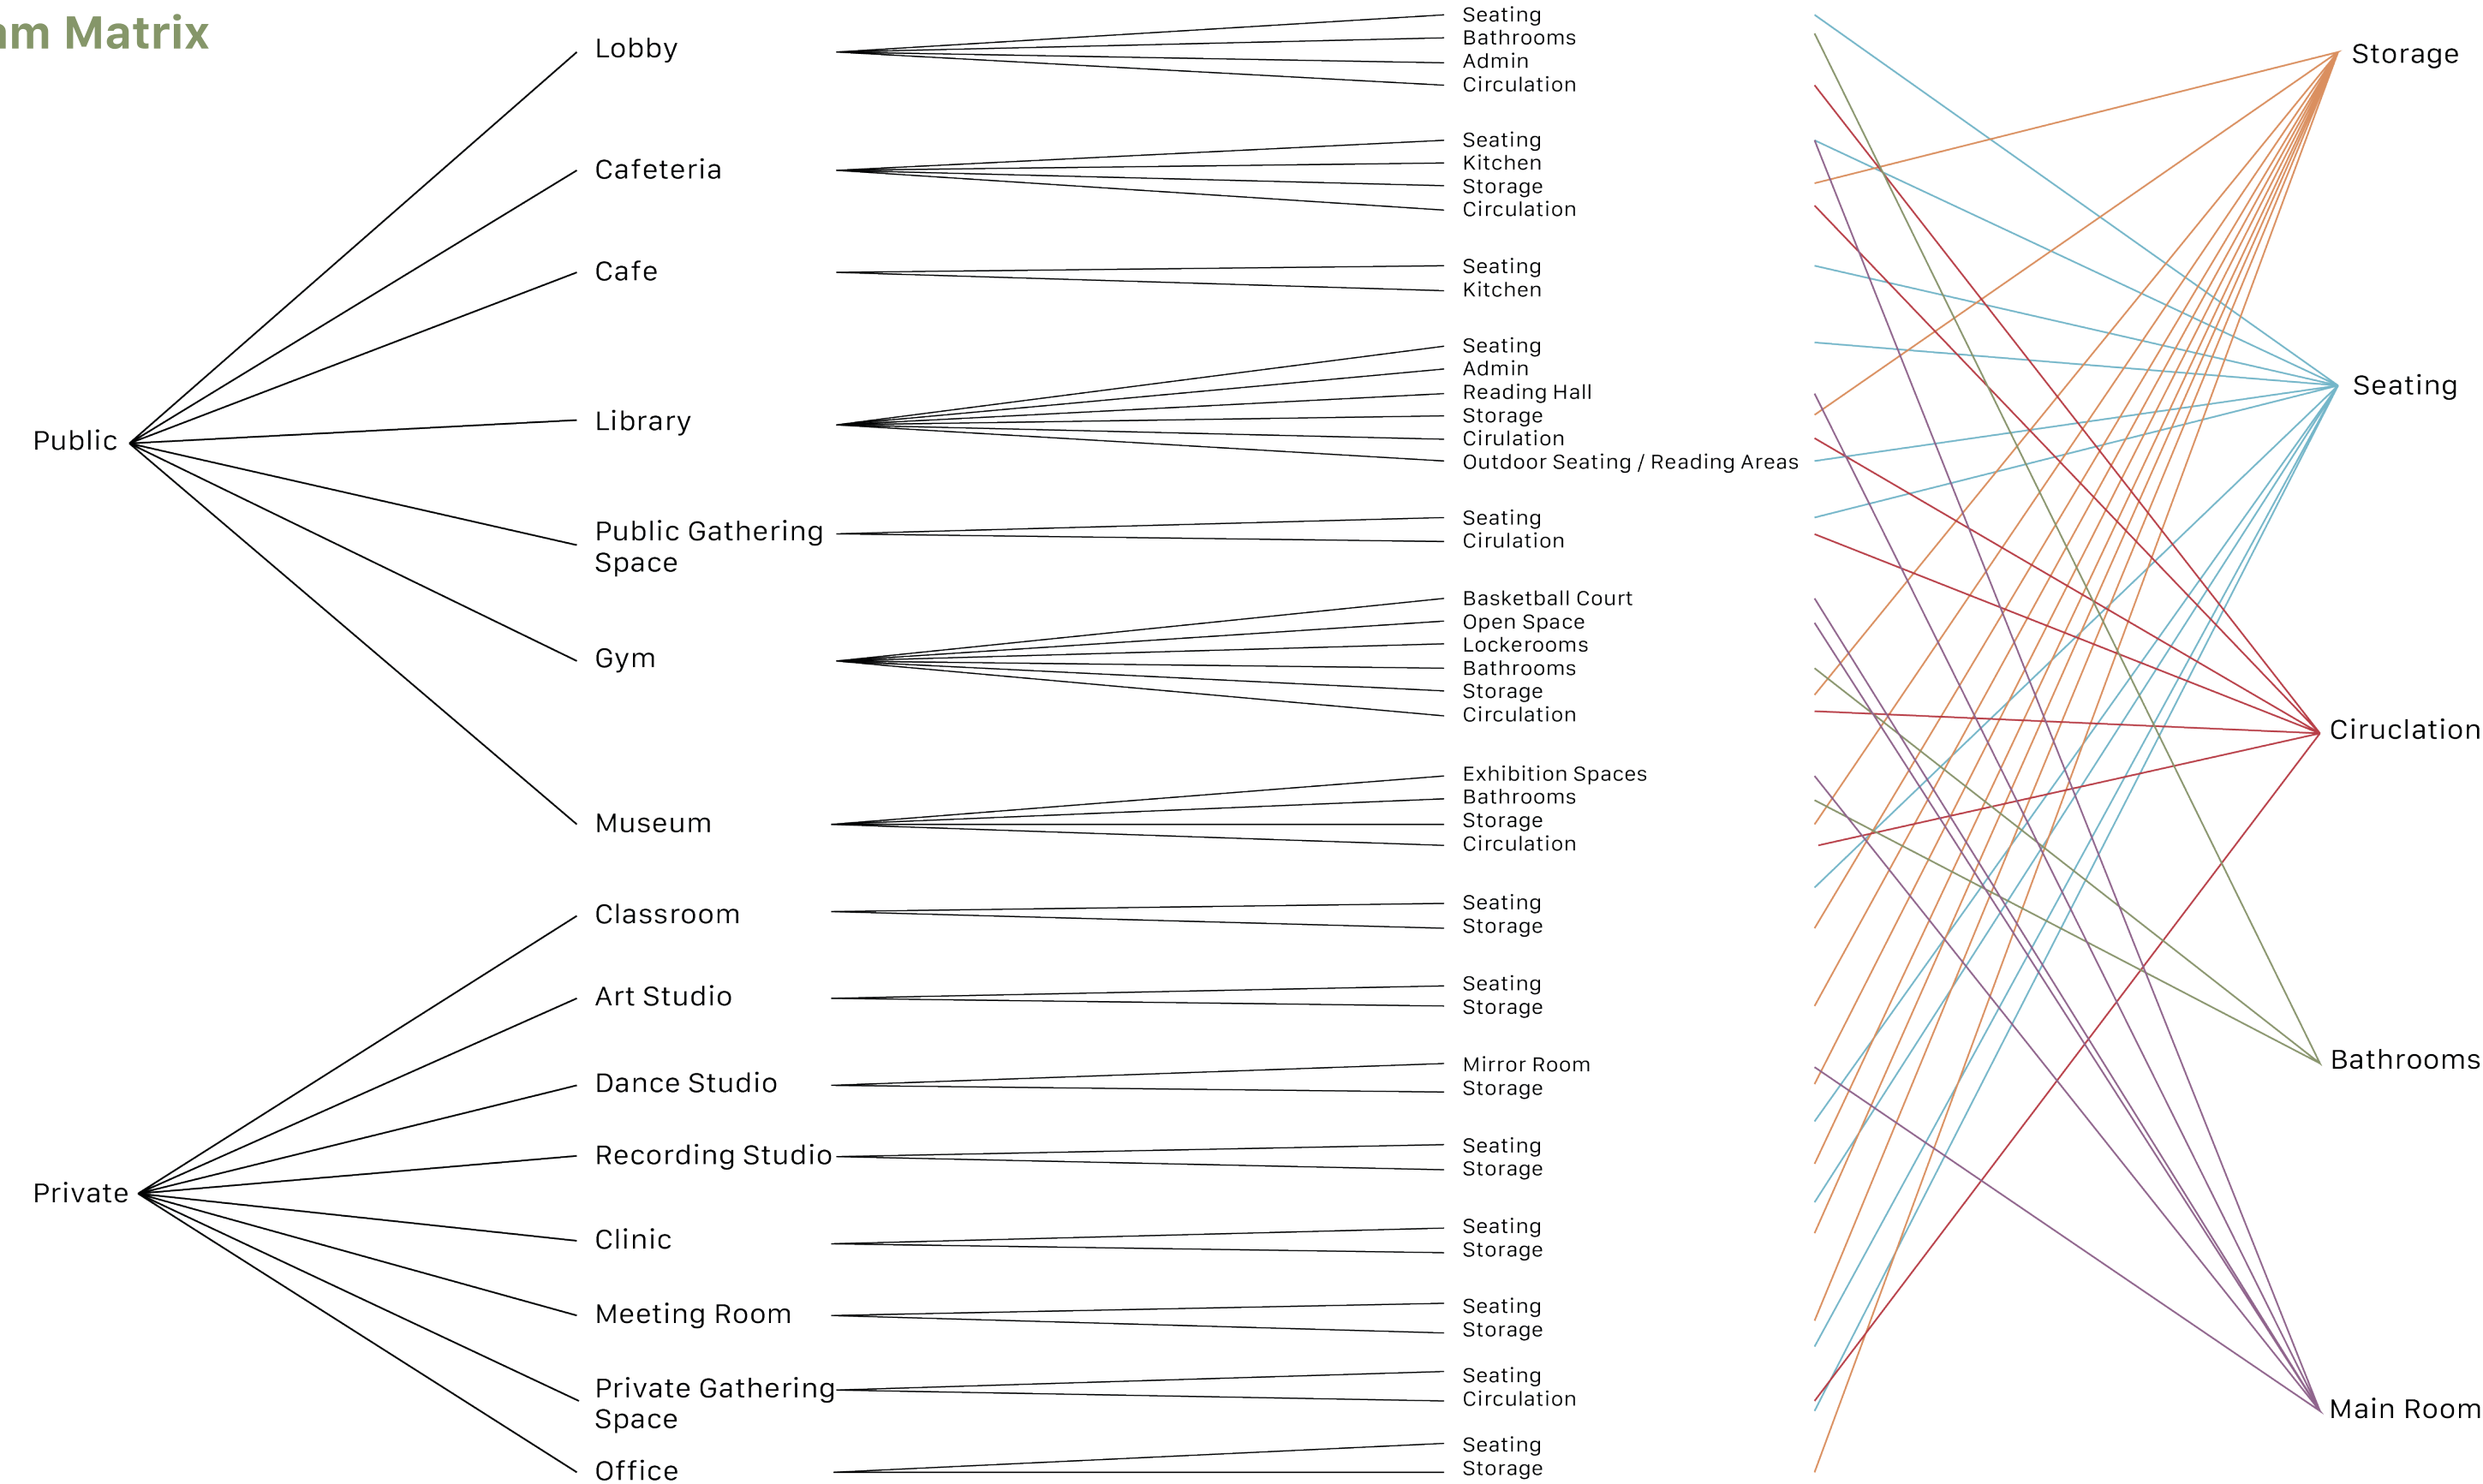 m Matrix
Public
Private
Lobby
Cafeteria
Cafe
Library
Public Gathering
Space
Gym
Museum
Classroom
Art Studio
Dance Studio
Recording Studio
Clinic
Meeting Room
Private Gathering
Space
Office
Seating
Bathrooms
Admin
Circulation
Seating
Kitchen
Storage
Circulation
Seating
Kitchen
Seating
Admin
Reading Hall
Storage
Cirulation
Outdoor Seating / Reading Areas
Seating
Cirulation
Basketball Court
Open Space
Lockerooms
Bathrooms
Storage
Circulation
Exhibition Spaces
Bathrooms
Storage
Circulation
Seating
Storage
Seating
Storage
Mirror Room
Storage
Seating
Storage
Seating
Storage
Seating
Storage
Seating
Circulation
Seating
Storage
Storage
Seating
Ciruclation
Bathrooms
Main Room